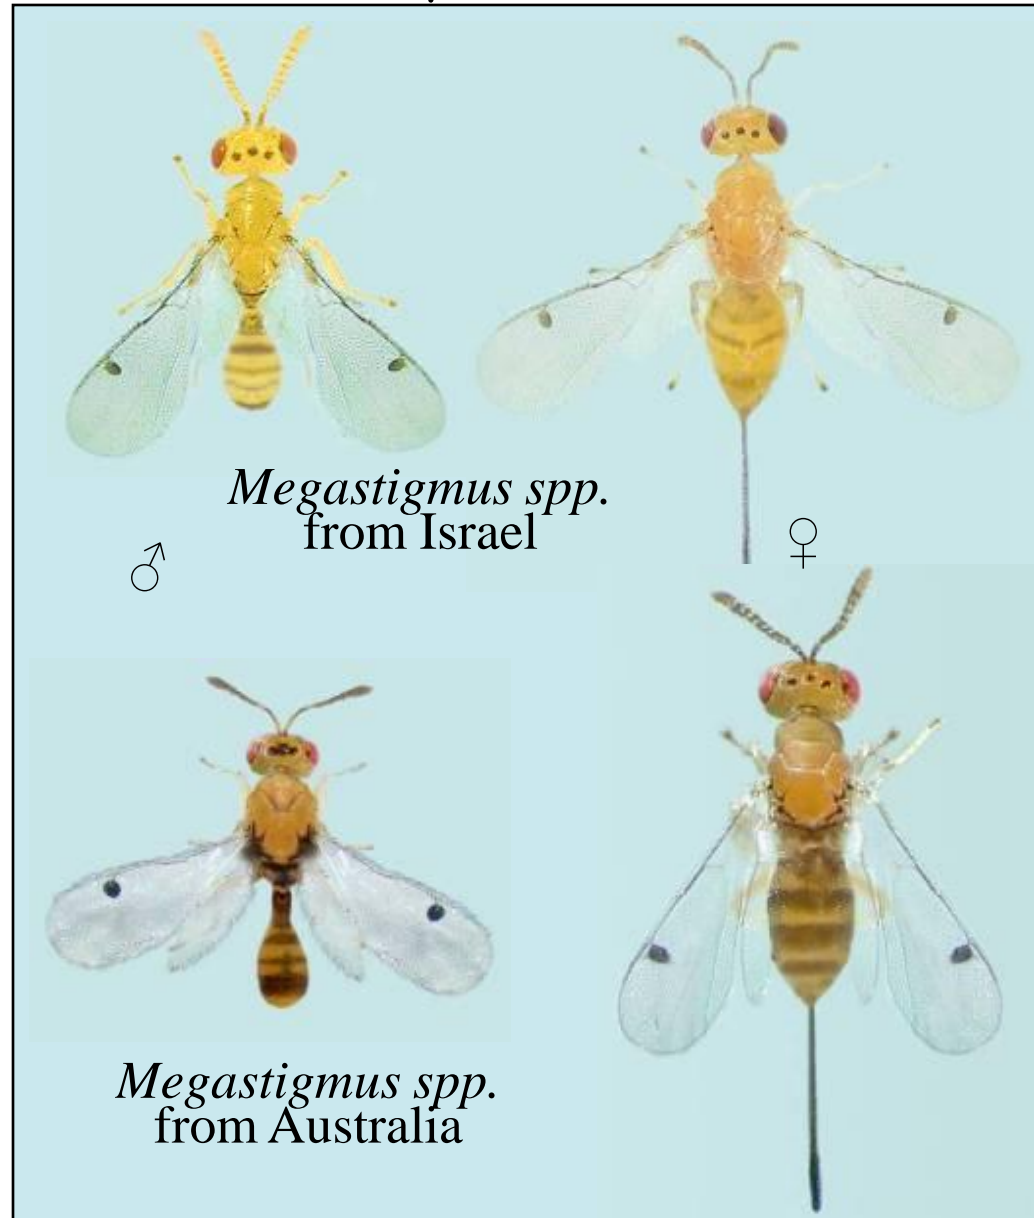 Megastigmus spp.
from Israel
♂
♀
Megastigmus spp.
from Australia